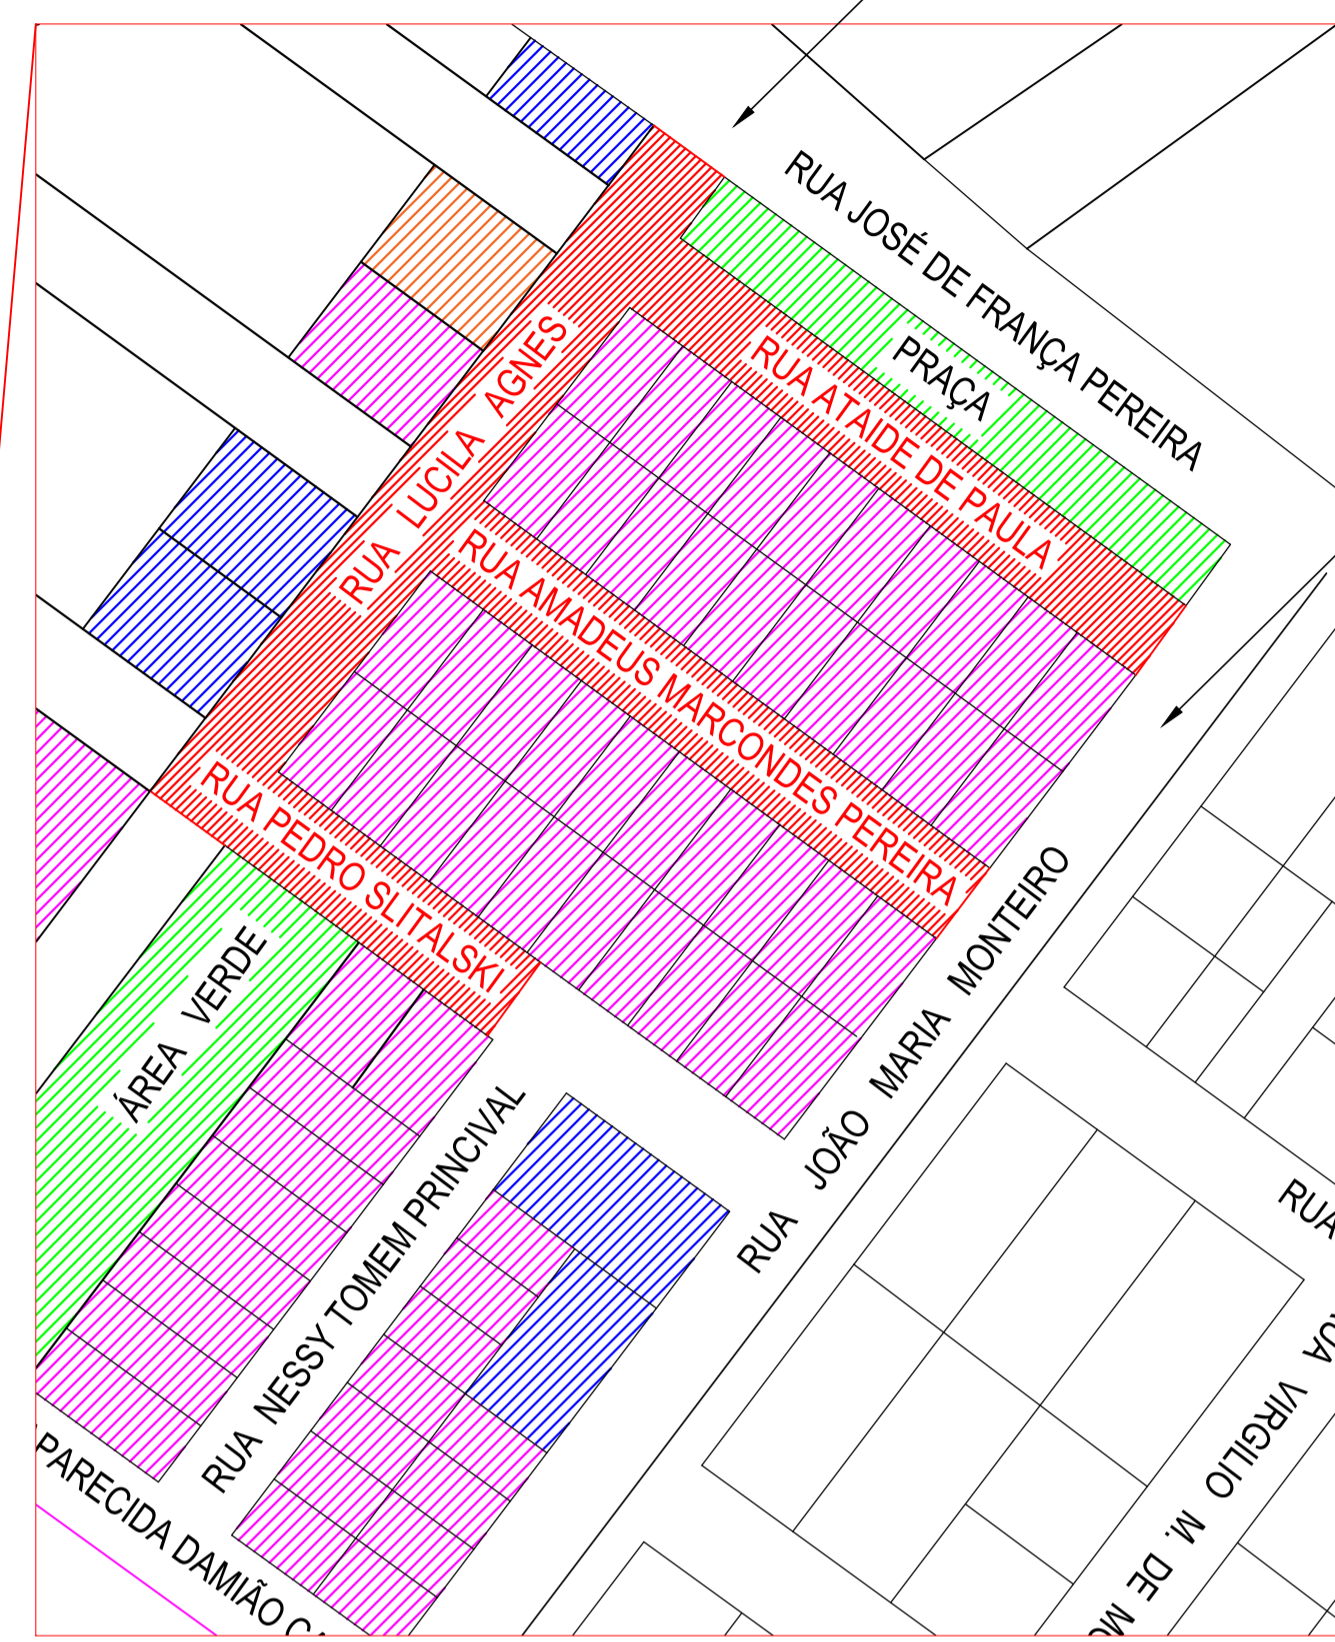 RUA JOSÉ DE FRANÇA PEREIRA
PRAÇA
RUA ATAIDE DE PAULA
RUA LUCILA AGNES
RUA AMADEUS MARCONDES PEREIRA
RUA PEDRO SLITALSKI
RUA JOÃO MARIA MONTEIRO
ÁREA VERDE
RUA NESSY TOMEM PRINCIVAL
RUA
VIRGILIO M. DE
PARECIDA DAMIÃO